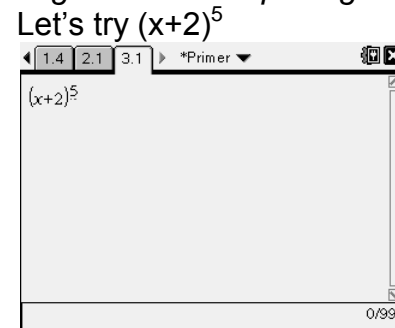 Let's try (x+2)⁵
1.4 2.1 3.1 *Primer
(x+2)⁵
0/99